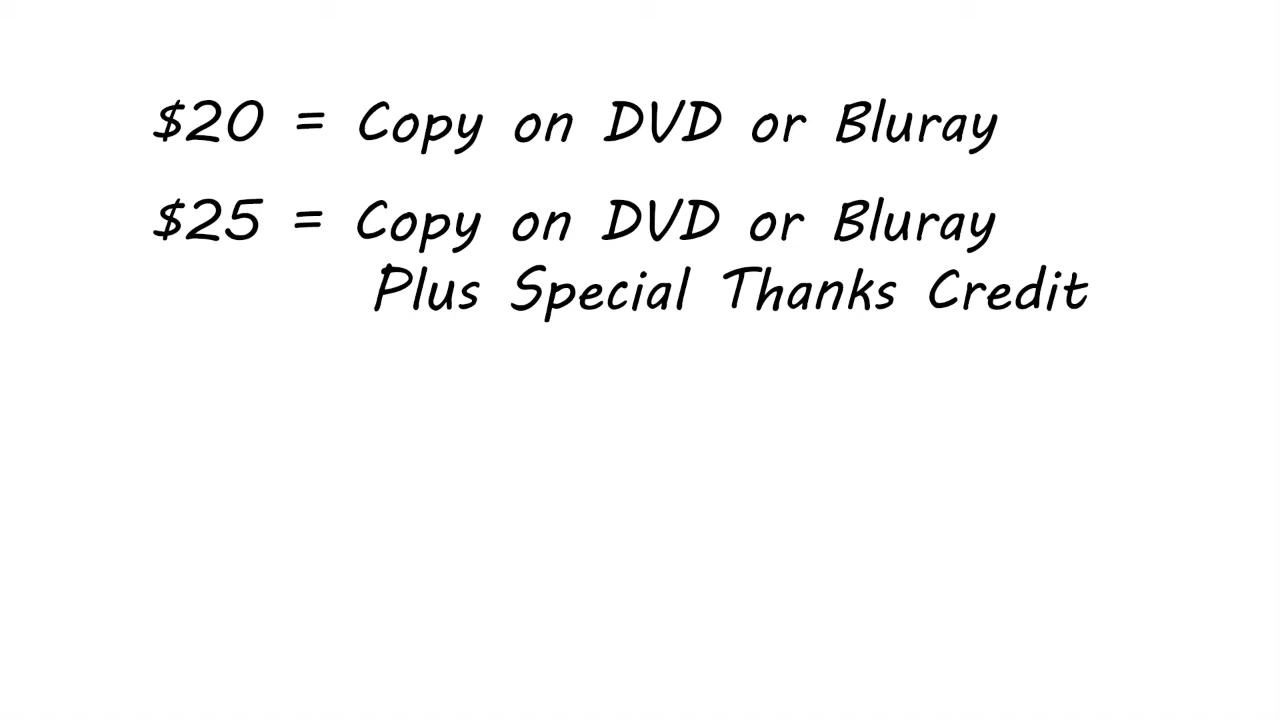 $20 = Copy on DVD or Bluray
$25 = Copy on DVD or Bluray
Plus Special Thanks Credit